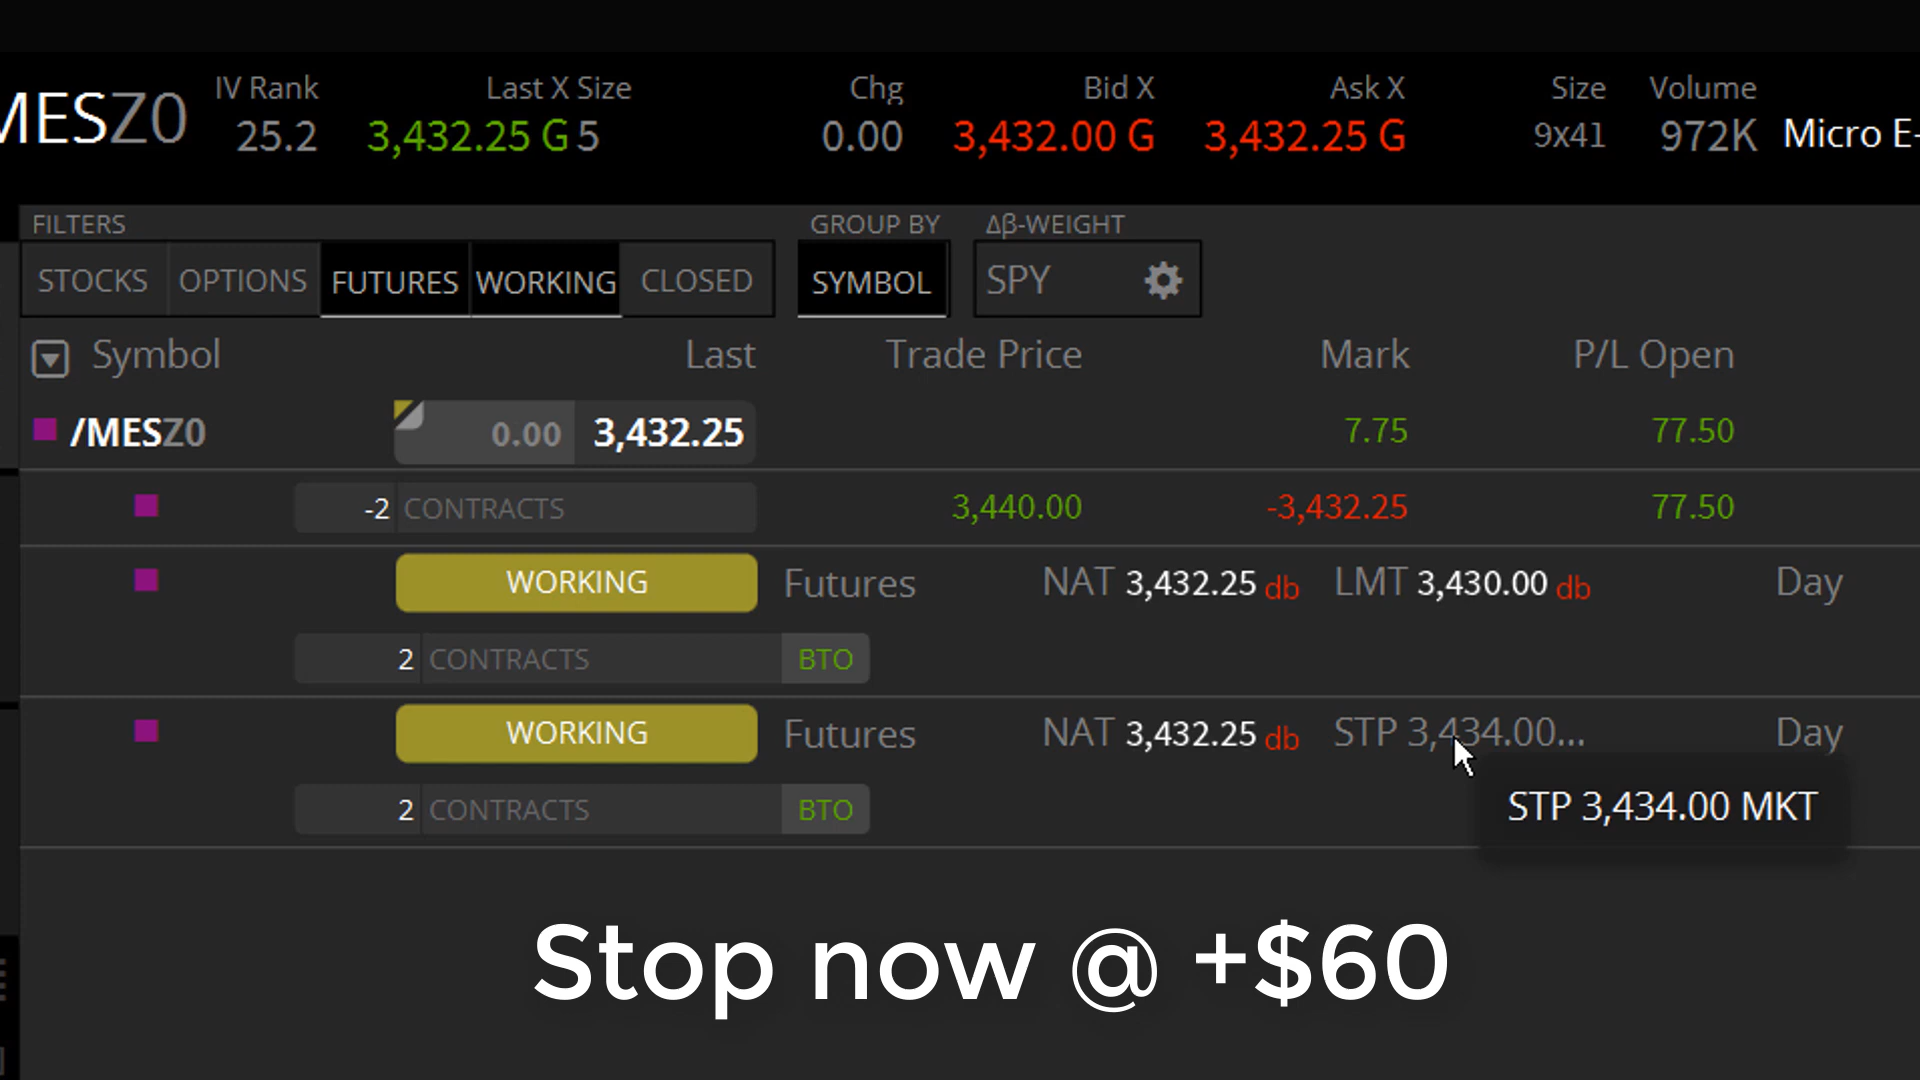 MESZ0 IV Rank Last X Size Chg Bid X Ask X Size Volume
25.2 3,432.25 G 5 0.00 3,432.00 G 3,432.25 G 9x41 972K Micro E-
FILTERS GROUP BY Δβ-WEIGHT
STOCKS OPTIONS FUTURES WORKING CLOSED SYMBOL SPY
Symbol Last Trade Price Mark P/L Open
/MESZ0 0.00 3,432.25 7.75 77.50
-2 CONTRACTS 3,440.00 -3,432.25 77.50
WORKING Futures NAT 3,432.25 db LMT 3,430.00 db Day
2 CONTRACTS BTO
WORKING Futures NAT 3,432.25 db STP 3,434.00... Day
2 CONTRACTS BTO STP 3,434.00 MKT
Stop now @ +$60